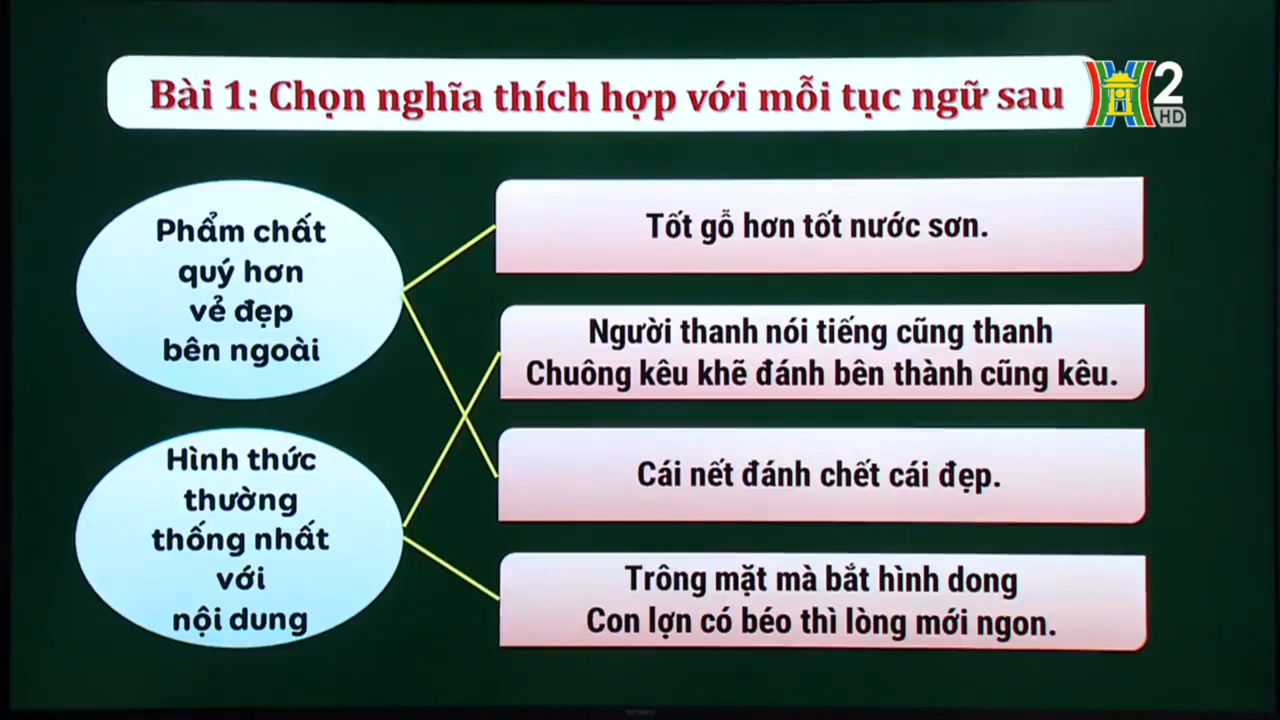 Bài 1: Chọn nghĩa thích hợp với mỗi tục ngữ sau
2
HD
Phẩm chất
quý hơn
vẻ đẹp
bên ngoài
Hình thức
thường
thống nhất
với
nội dung
Tốt gỗ hơn tốt nước sơn.
Người thanh nói tiếng cũng thanh
Chuông kêu khẽ đánh bên thành cũng kêu.
Cái nết đánh chết cái đẹp.
Trông mặt mà bắt hình dong
Con lợn có béo thì lòng mới ngon.